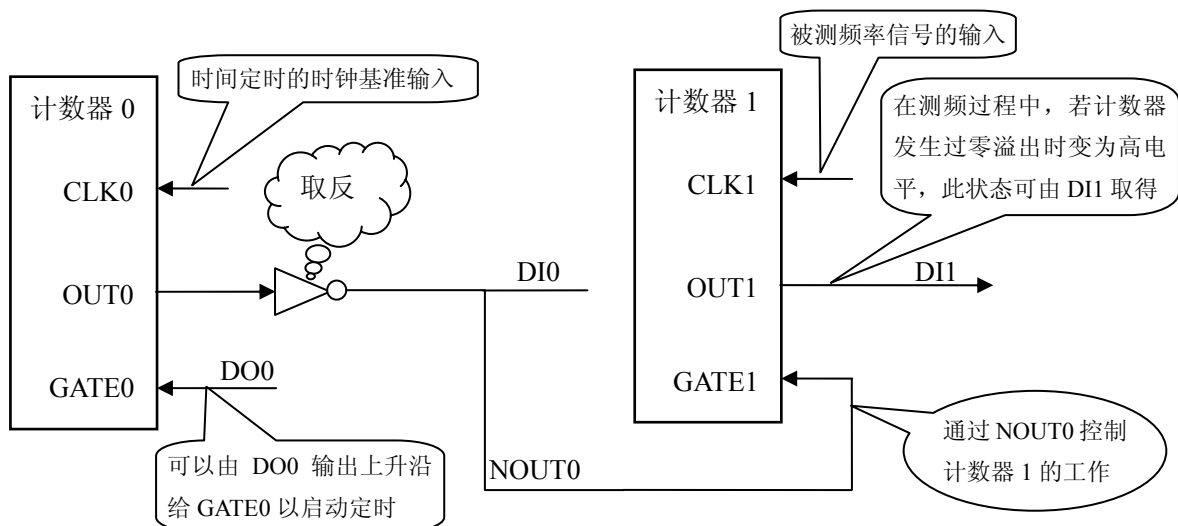 计数器 0
时间定时的时钟基准输入
CLK0
取反
OUT0
DI0
GATE0
DO0
可以由 DO0 输出上升沿
给 GATE0 以启动定时
NOUT0
计数器 1
被测频率信号的输入
CLK1
在测频过程中，若计数器
发生过零溢出时变为高电
平，此状态可由 DI1 取得
OUT1
DI1
GATE1
通过 NOUT0 控制
计数器 1 的工作